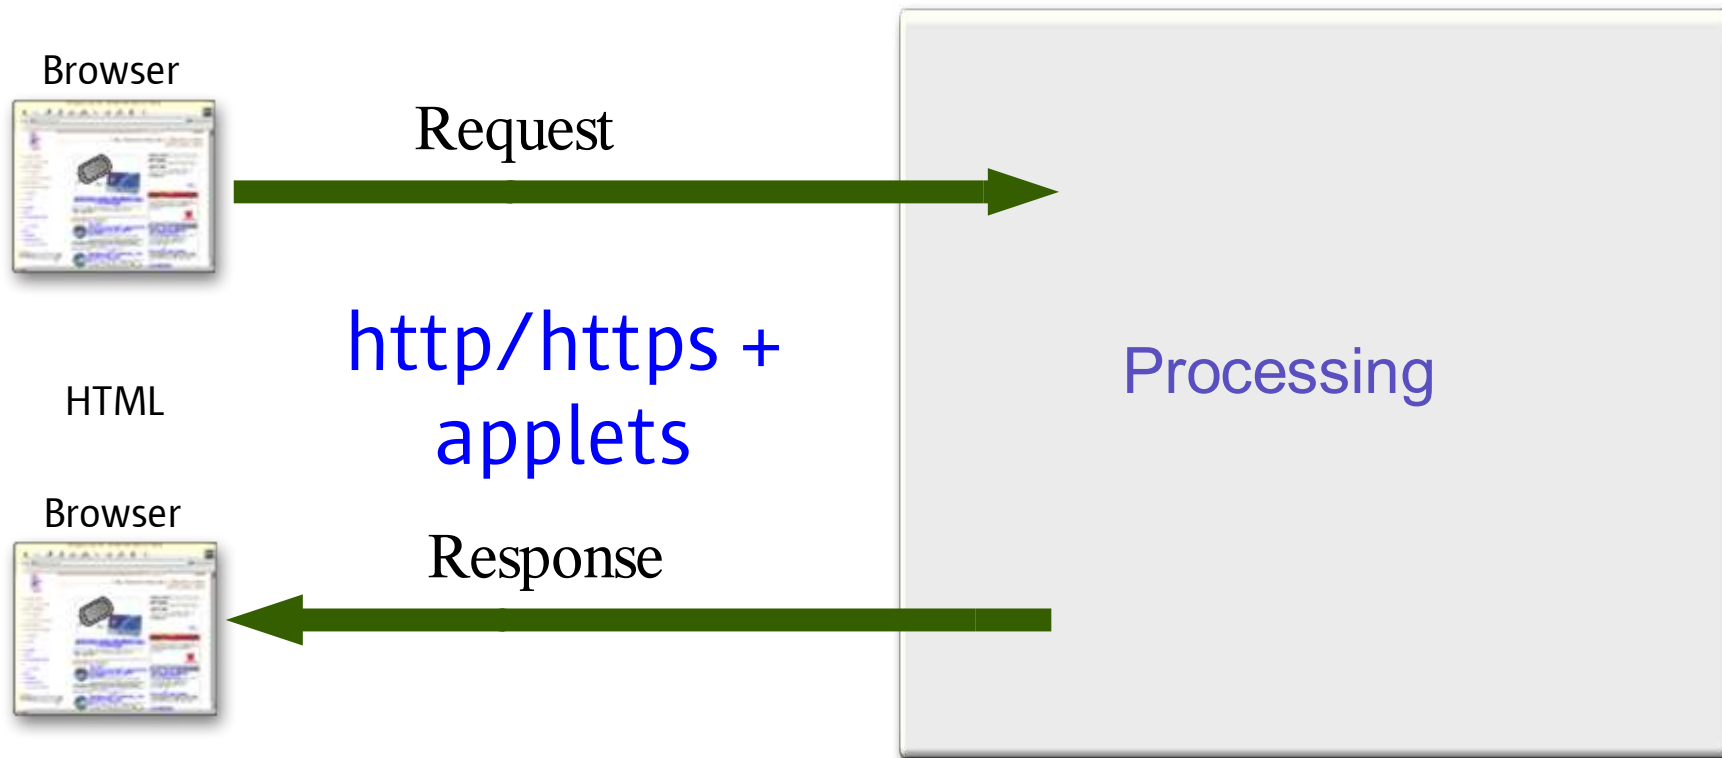 Browser
Request
http/https +
applets
Processing
HTML
Browser
Response